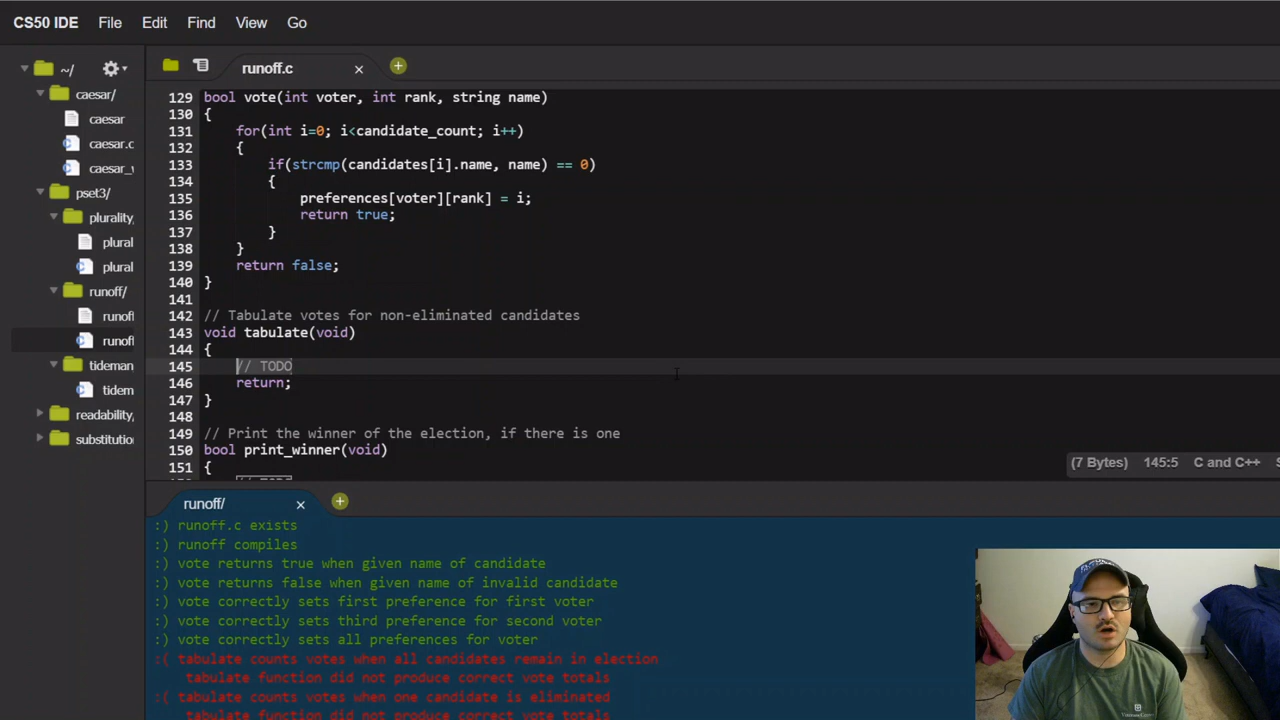 CS50 IDE File Edit Find View Go
~/
runoff.c
caesar/
caesar
caesar.c
caesar_v
pset3/
plurality,
plural
plural
runoff/
runof
runof
tideman
tidem
readability,
substitutio
129 bool vote(int voter, int rank, string name)
130 {
131 for(int i=0; i<candidate_count; i++)
132 {
133 if(strcmp(candidates[i].name, name) == 0)
134 {
135 preferences[voter][rank] = i;
136 return true;
137 }
138 }
139 return false;
140 }
141
142 // Tabulate votes for non-eliminated candidates
143 void tabulate(void)
144 {
145 // TODO
146 return;
147 }
148
149 // Print the winner of the election, if there is one
150 bool print_winner(void)
151 {
(7 Bytes) 145:5 C and C++
runoff/
:) runoff.c exists
:) runoff compiles
:) vote returns true when given name of candidate
:) vote returns false when given name of invalid candidate
:) vote correctly sets first preference for first voter
:) vote correctly sets third preference for second voter
:) vote correctly sets all preferences for voter
:( tabulate counts votes when all candidates remain in election
tabulate function did not produce correct vote totals
:( tabulate counts votes when one candidate is eliminated
tabulate function did not produce correct vote totals